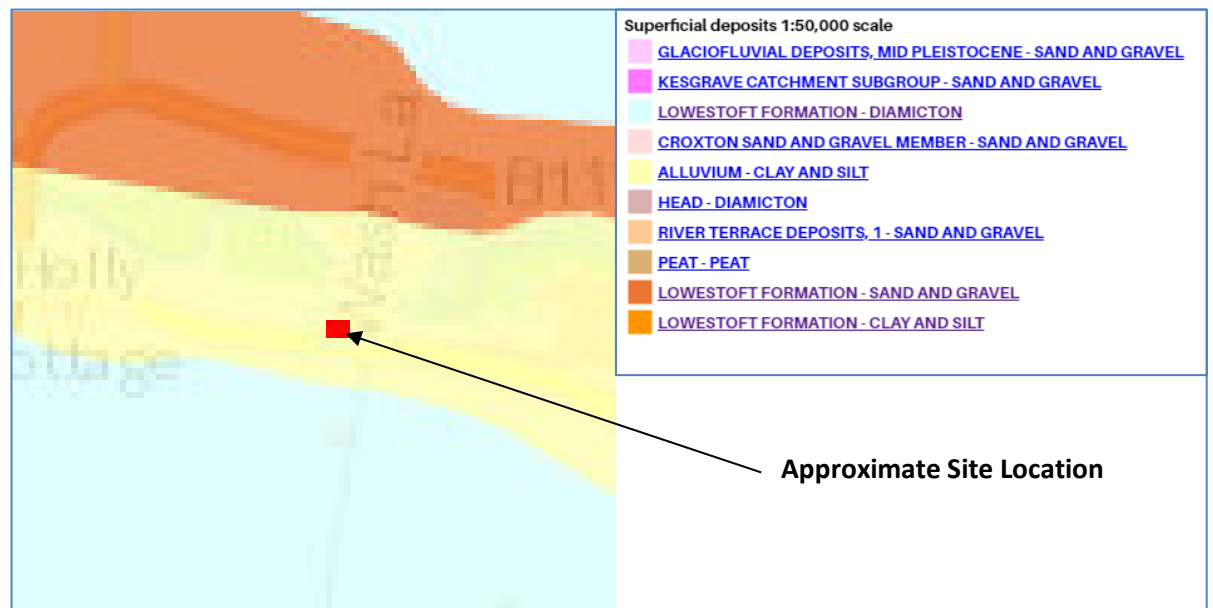 Superficial deposits 1:50,000 scale
GLACIOFLUVIAL DEPOSITS, MID PLEISTOCENE - SAND AND GRAVEL
KESGRAVE CATCHMENT SUBGROUP - SAND AND GRAVEL
LOWESTOFT FORMATION - DIAMICTON
CROXTON SAND AND GRAVEL MEMBER - SAND AND GRAVEL
ALLUVIUM - CLAY AND SILT
HEAD - DIAMICTON
RIVER TERRACE DEPOSITS, 1 - SAND AND GRAVEL
PEAT - PEAT
LOWESTOFT FORMATION - SAND AND GRAVEL
LOWESTOFT FORMATION - CLAY AND SILT
Holly
ottage
Approximate Site Location